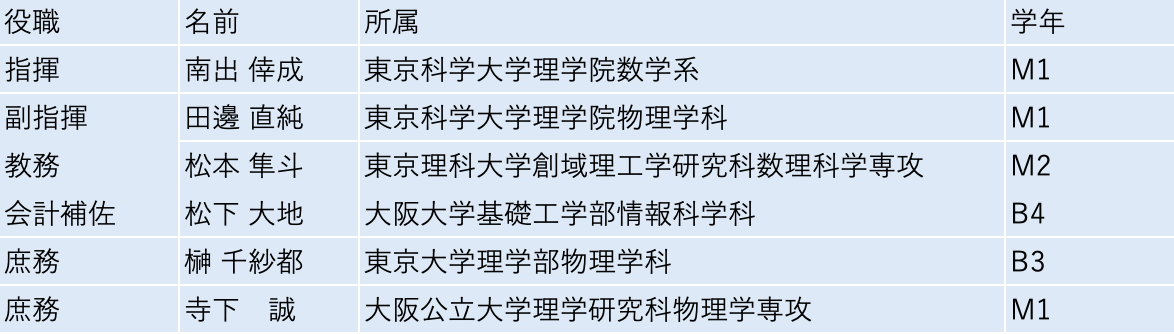 役職 名前 所属 学年
指揮 南出 倖成 東京科学大学理学院数学系 M1
副指揮 田邊 直純 東京科学大学理学院物理学科 M1
教務 松本 隼斗 東京理科大学創域理工学研究科数理科学専攻 M2
会計補佐 松下 大地 大阪大学基礎工学部情報科学科 B4
庶務 榊 千紗都 東京大学理学部物理学科 B3
庶務 寺下　誠 大阪公立大学理学研究科物理学専攻 M1